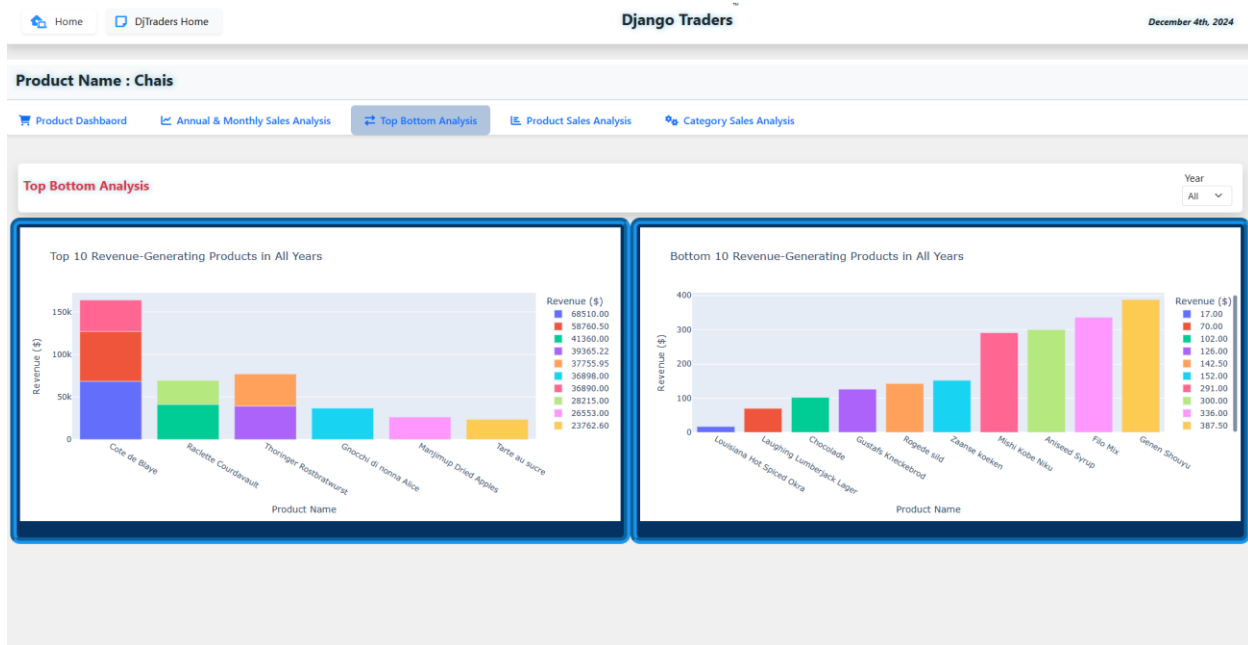 Home
DjTraders Home
Django Traders
™
December 4th, 2024
Product Name : Chais
Product Dashbaord
Annual & Monthly Sales Analysis
Top Bottom Analysis
Product Sales Analysis
Category Sales Analysis
Top Bottom Analysis
Year
All
Top 10 Revenue-Generating Products in All Years
Revenue ($)
150k
100k
50k
0
Cote de Blaye
Raclette Courdavault
Thoringer Rostbratwurst
Gnocchi di nonna Alice
Manjimup Dried Apples
Tarte au sucre
Product Name
Revenue ($)
68510.00
58760.50
41360.00
39365.22
37755.95
36898.00
36890.00
28215.00
26553.00
23762.60
Bottom 10 Revenue-Generating Products in All Years
Revenue ($)
400
300
200
100
0
Louisiana Hot Spiced Okra
Laughing Lumberjack Lager
Chocolade
Gustafs Kneckebrod
Rogede sild
Zaanse koeken
Mishi Kobe Niku
Aniseed Syrup
Filo Mix
Genen Shouyu
Product Name
Revenue ($)
17.00
70.00
102.00
126.00
142.50
152.00
291.00
300.00
336.00
387.50